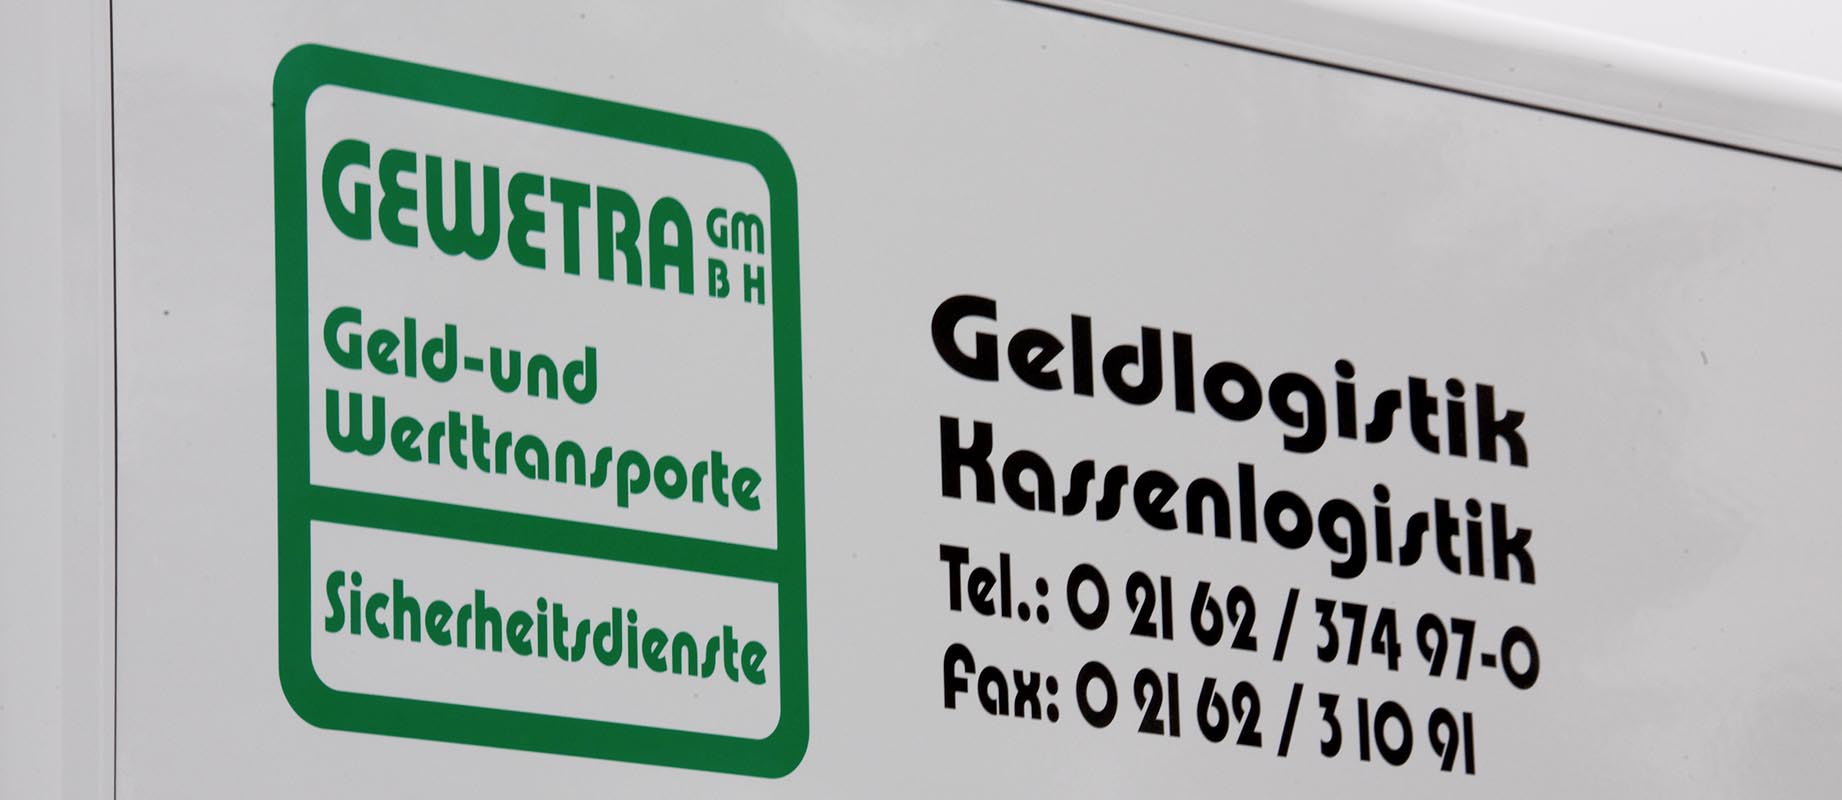 GEWETRA GM
BH
Geld-und
Werttransporte
Sicherheitsdienste
Geldlogistik
Kassenlogistik
Tel.: 0 21 62 / 374 97-0
Fax: 0 21 62 / 3 10 91